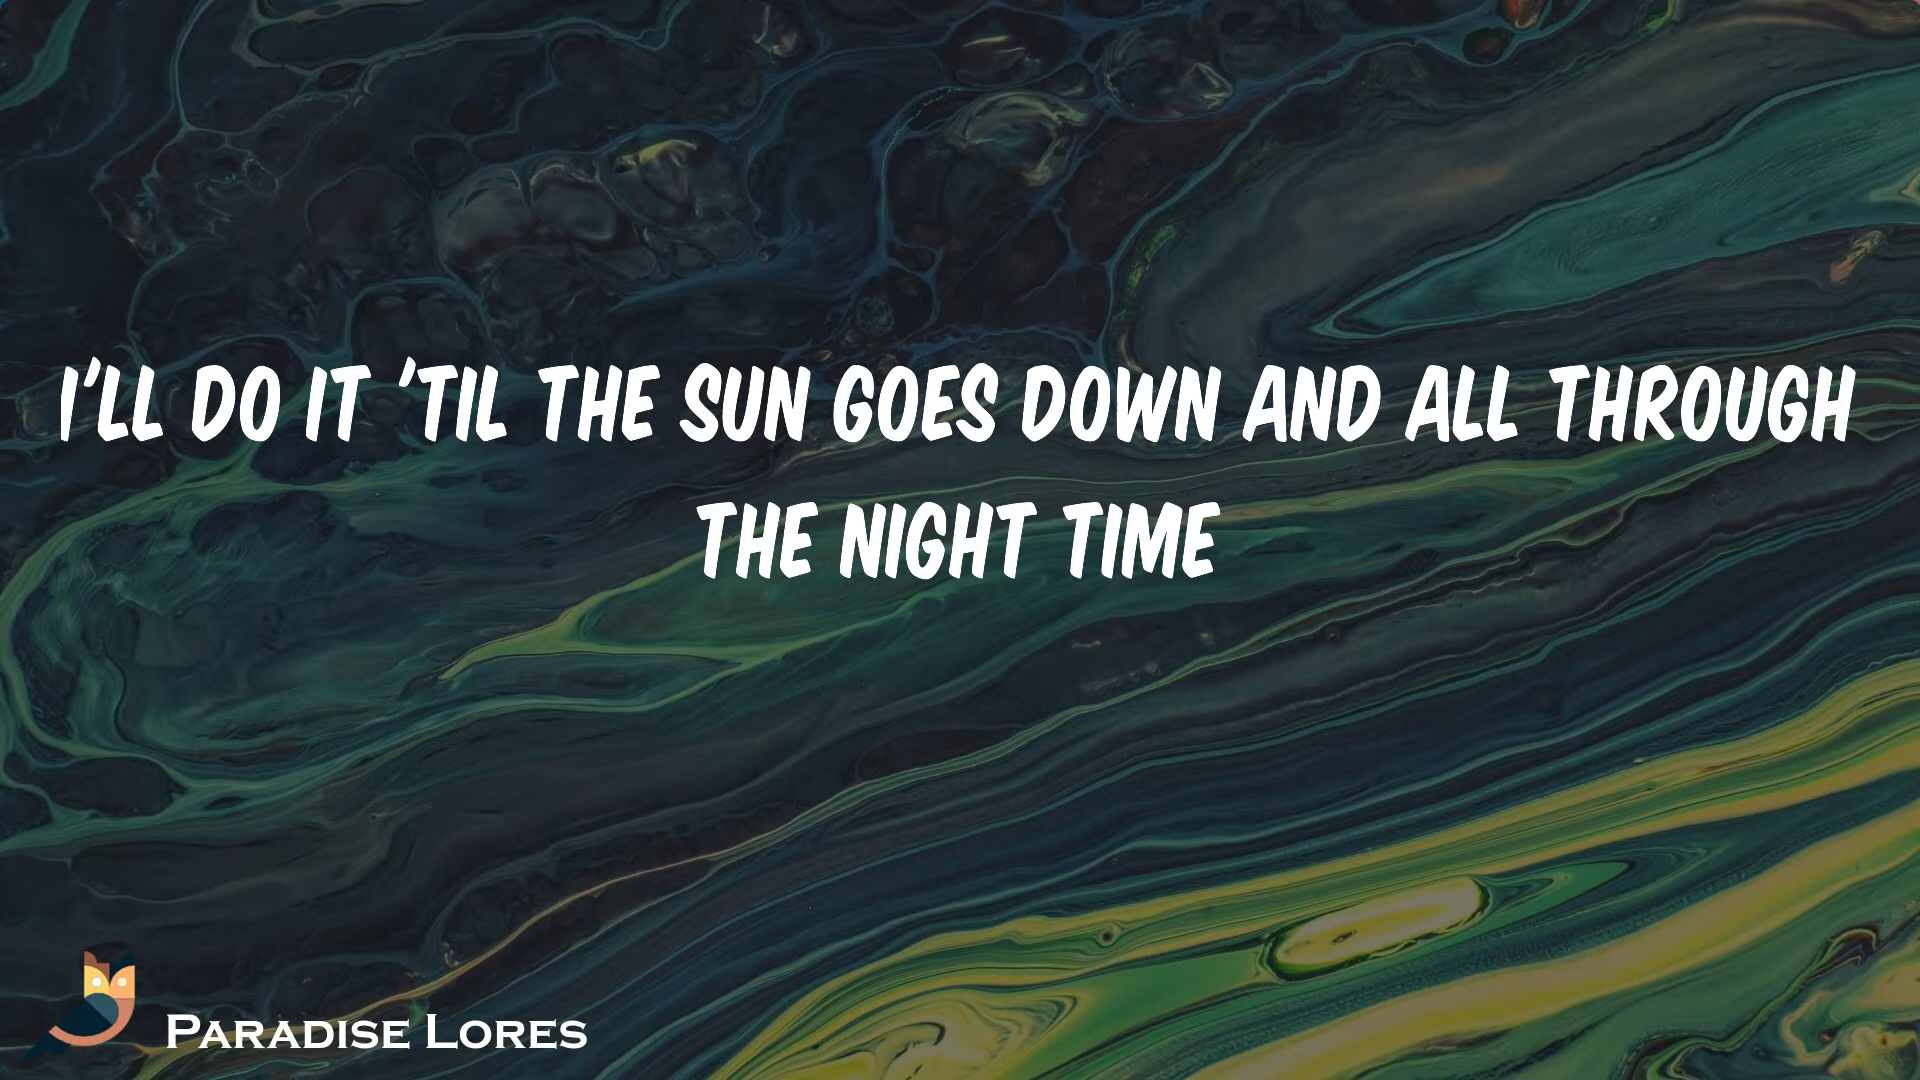 I'LL DO IT 'TIL THE SUN GOES DOWN AND ALL THROUGH
THE NIGHT TIME
PARADISE LORES